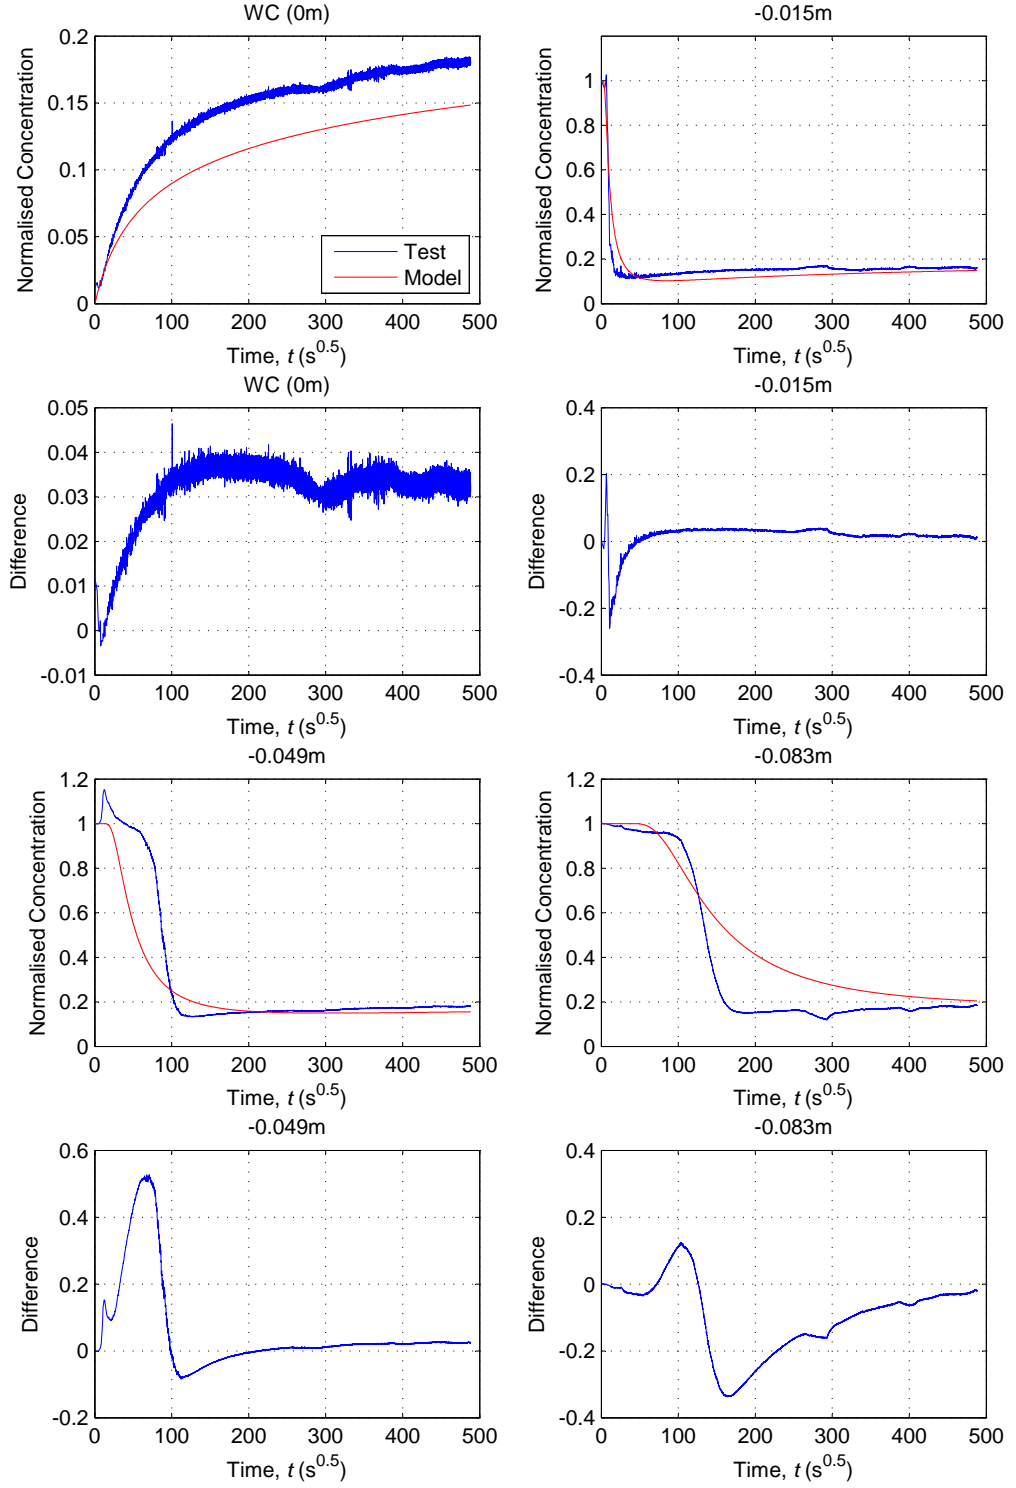 WC (0m)
Normalised Concentration
0.2
0.15
0.1
0.05
0
Test
Model
0 100 200 300 400 500
Time, t (s^0.5)
-0.015m
Normalised Concentration
1
0.8
0.6
0.4
0.2
0
0 100 200 300 400 500
Time, t (s^0.5)
WC (0m)
Difference
0.05
0.04
0.03
0.02
0.01
0
-0.01
0 100 200 300 400 500
Time, t (s^0.5)
-0.015m
Difference
0.4
0.2
0
-0.2
-0.4
0 100 200 300 400 500
Time, t (s^0.5)
-0.049m
Normalised Concentration
1.2
1
0.8
0.6
0.4
0.2
0
0 100 200 300 400 500
Time, t (s^0.5)
-0.083m
Normalised Concentration
1.2
1
0.8
0.6
0.4
0.2
0
0 100 200 300 400 500
Time, t (s^0.5)
-0.049m
Difference
0.6
0.4
0.2
0
-0.2
0 100 200 300 400 500
Time, t (s^0.5)
-0.083m
Difference
0.4
0.2
0
-0.2
-0.4
0 100 200 300 400 500
Time, t (s^0.5)